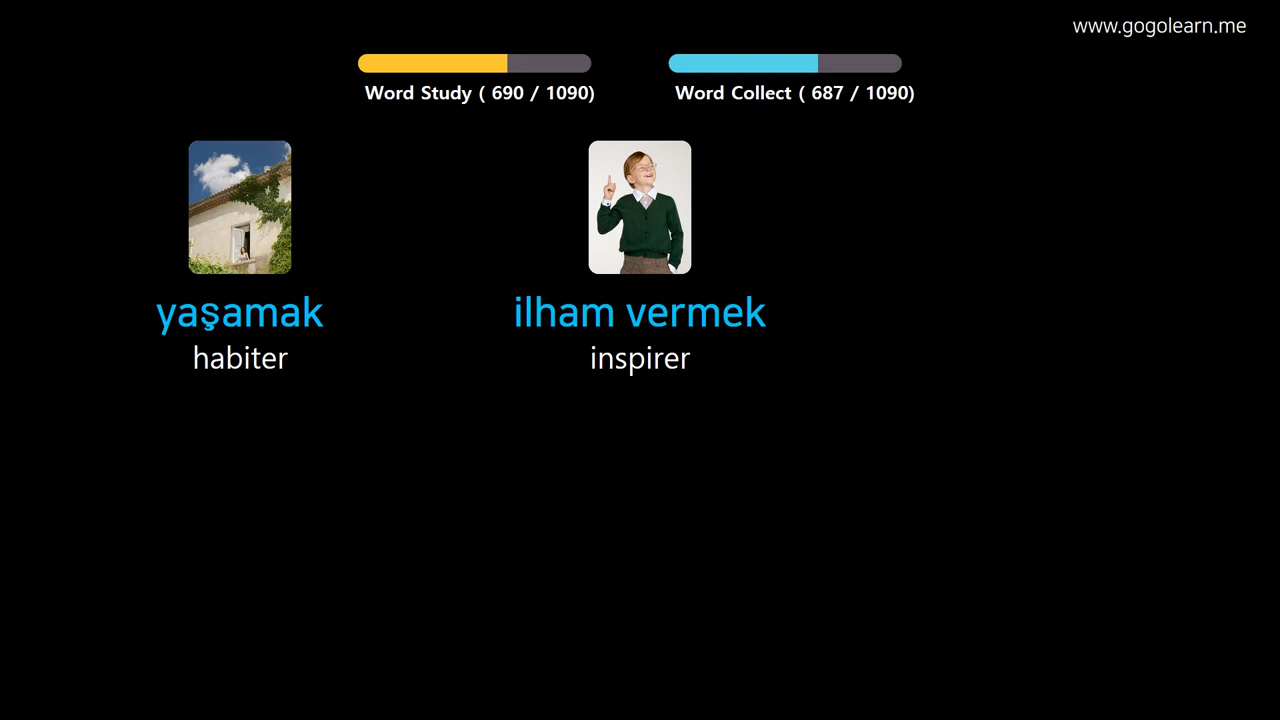 www.gogolearn.me
Word Study ( 690 / 1090)
Word Collect ( 687 / 1090)
yaşamak
habiter
ilham vermek
inspirer